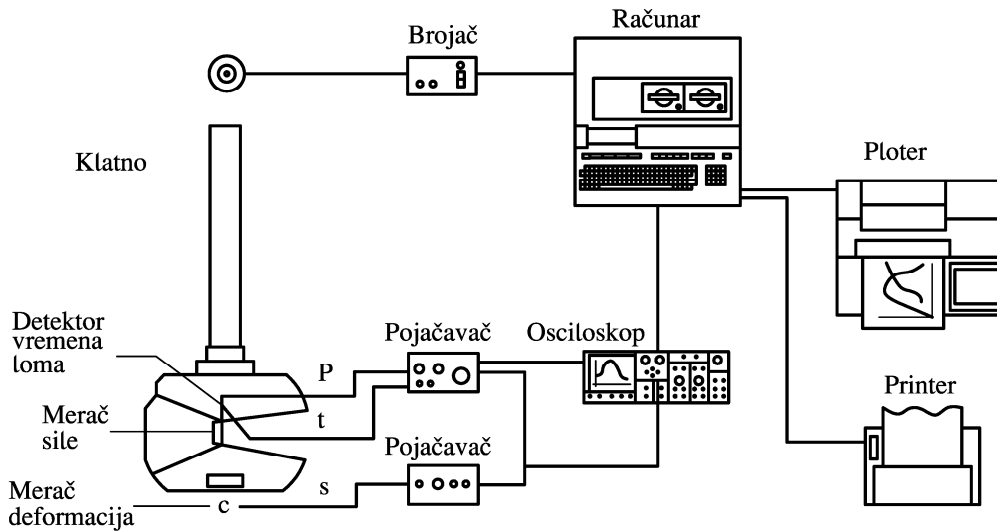 Računar
Brojač
Klatno
Ploter
Detektor
vremena
loma
Pojačavač
Osciloskop
P
t
Merač
sile
Pojačavač
Printer
s
Merač
deformacija
c